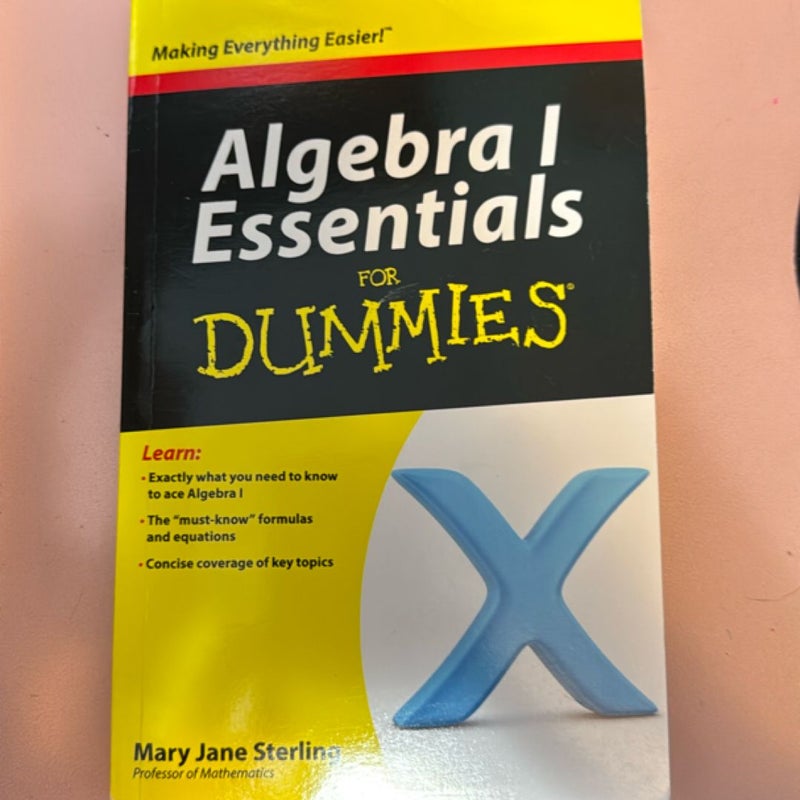 Making Everything Easier!™
Algebra I
Essentials
FOR
DUMMIES®
Learn:
• Exactly what you need to know
to ace Algebra I
• The “must-know” formulas
and equations
• Concise coverage of key topics
X
Mary Jane Sterling
Professor of Mathematics